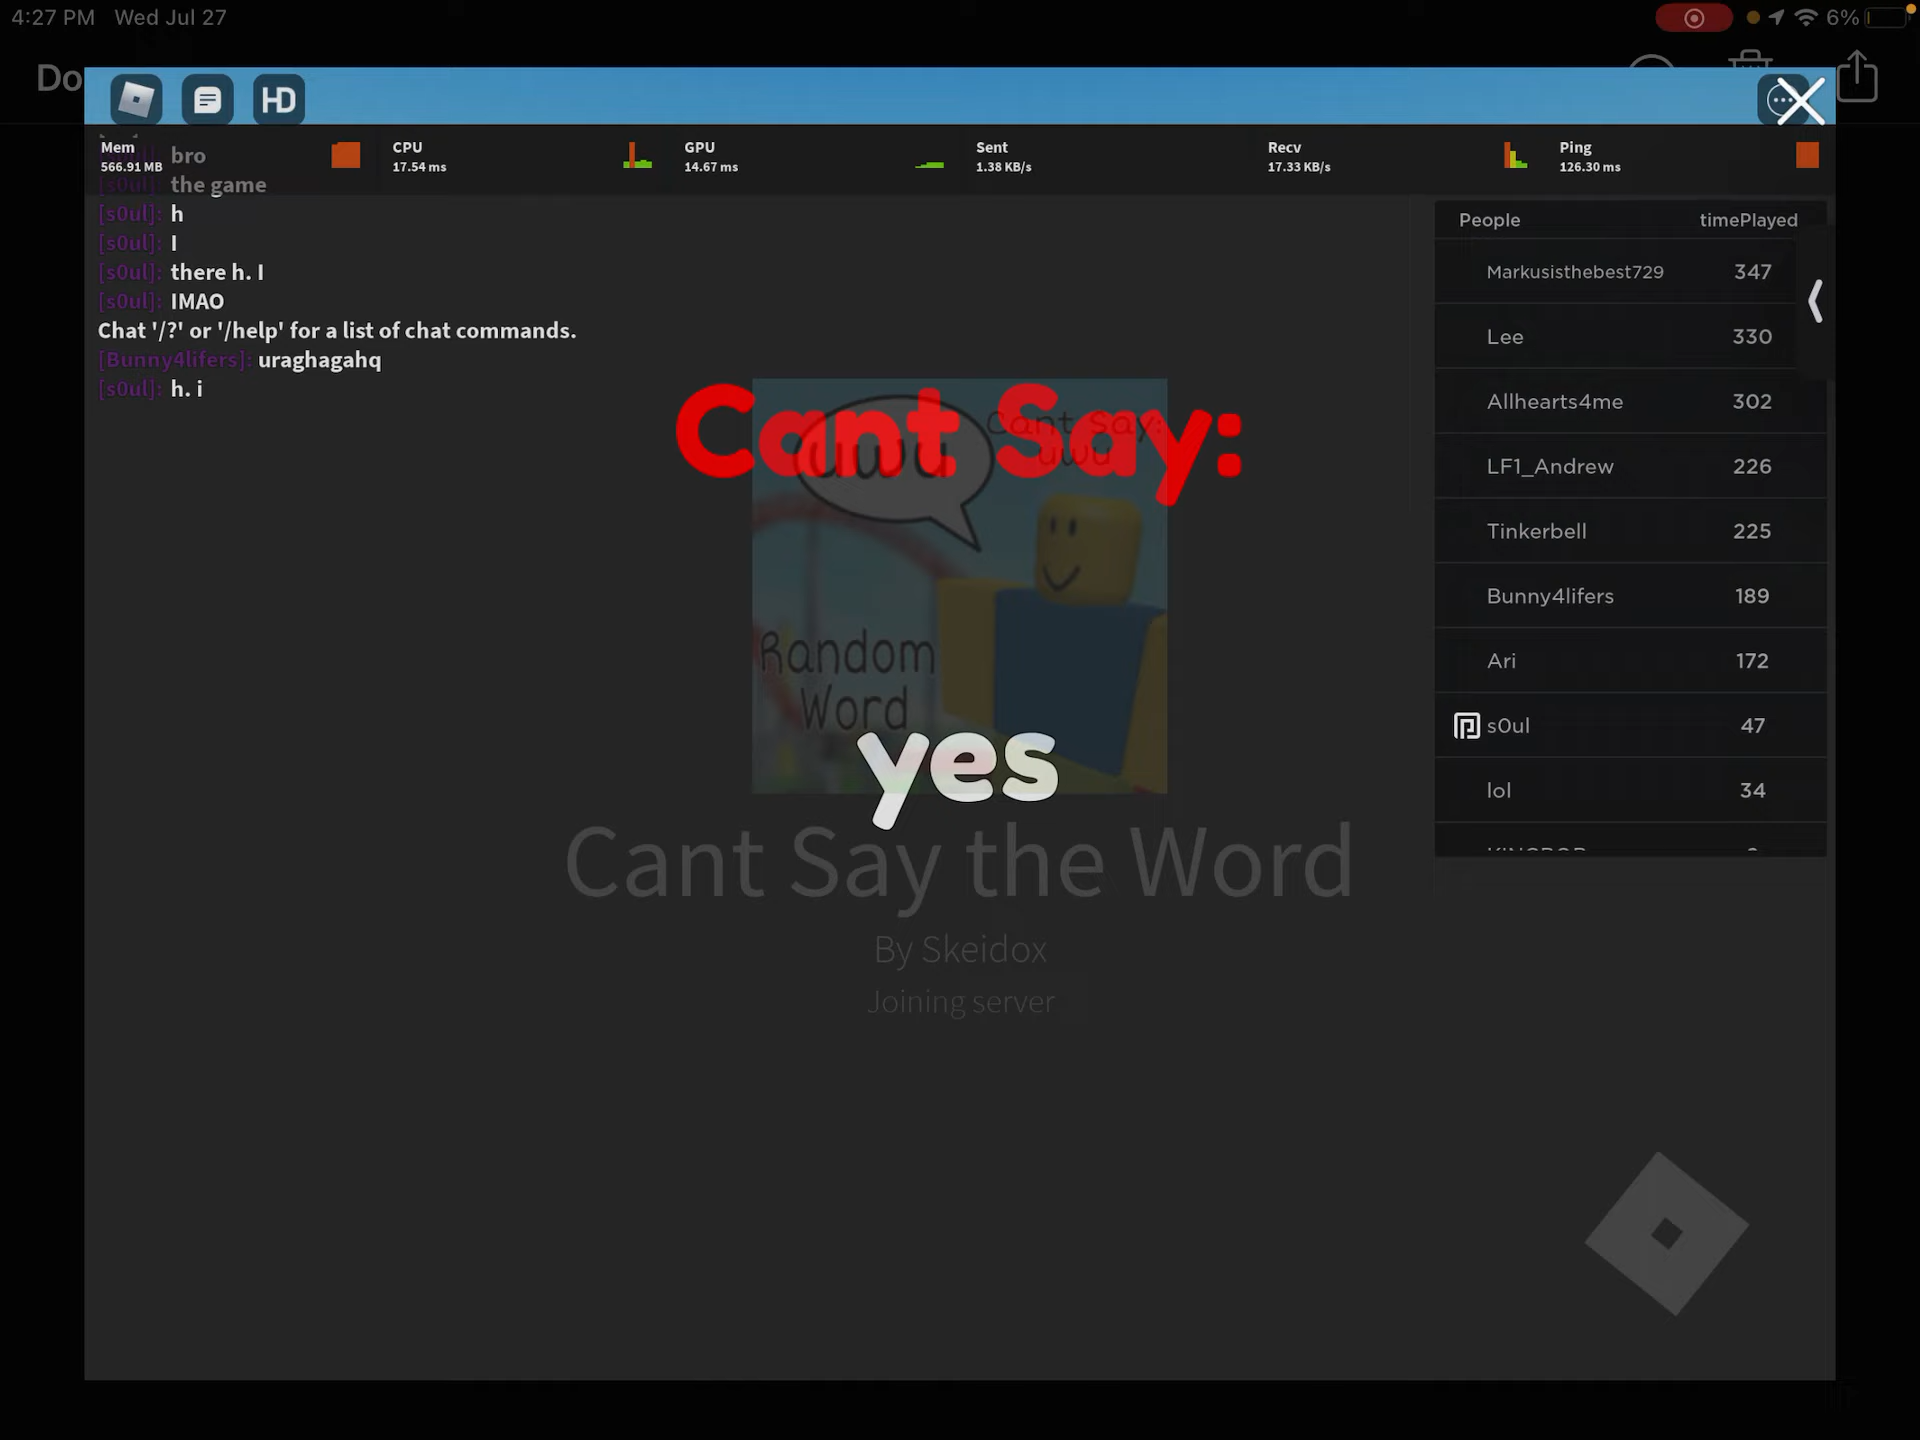 4:27 PM Wed Jul 27
6%
Do
HD
Mem
566.91 MB
CPU
17.54 ms
GPU
14.67 ms
Sent
1.38 KB/s
Recv
17.33 KB/s
Ping
126.30 ms
bro
[s0ul]: the game
[s0ul]: h
[s0ul]: I
[s0ul]: there h. I
[s0ul]: IMAO
Chat '/?' or '/help' for a list of chat commands.
[Bunny4lifers]: uraghagahq
[s0ul]: h. i
People timePlayed
Markusisthebest729 347
Lee 330
Allhearts4me 302
LF1_Andrew 226
Tinkerbell 225
Bunny4lifers 189
Ari 172
s0ul 47
lol 34
Cant Say:
uwu
Cant Say:
uwu
Random
Word
yes
Cant Say the Word
By Skeidox
Joining server